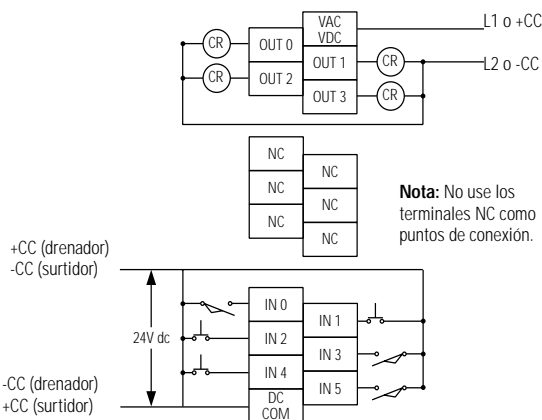 VAC
VDC
L1 o +CC
CR
OUT 0
OUT 1
CR
L2 o -CC
CR
OUT 2
OUT 3
CR
NC
NC
NC
NC
NC
NC
NC
Nota: No use los
terminales NC como
puntos de conexión.
+CC (drenador)
-CC (surtidor)
24V dc
IN 0
IN 1
IN 2
IN 3
IN 4
IN 5
DC
COM
-CC (drenador)
+CC (surtidor)